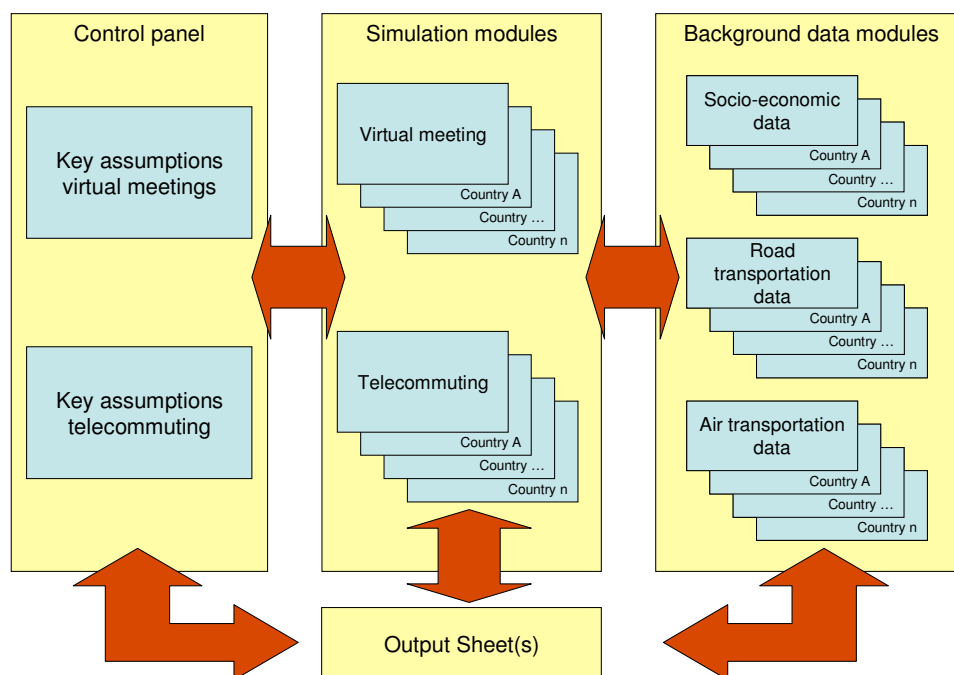 Control panel
Key assumptions
virtual meetings
Key assumptions
telecommuting
Simulation modules
Virtual meeting
Country A
Country …
Country n
Telecommuting
Country A
Country …
Country n
Background data modules
Socio-economic
data
Country A
Country …
Country n
Road
transportation
data
Country A
Country …
Country n
Air transportation
data
Country A
Country …
Country n
Output Sheet(s)